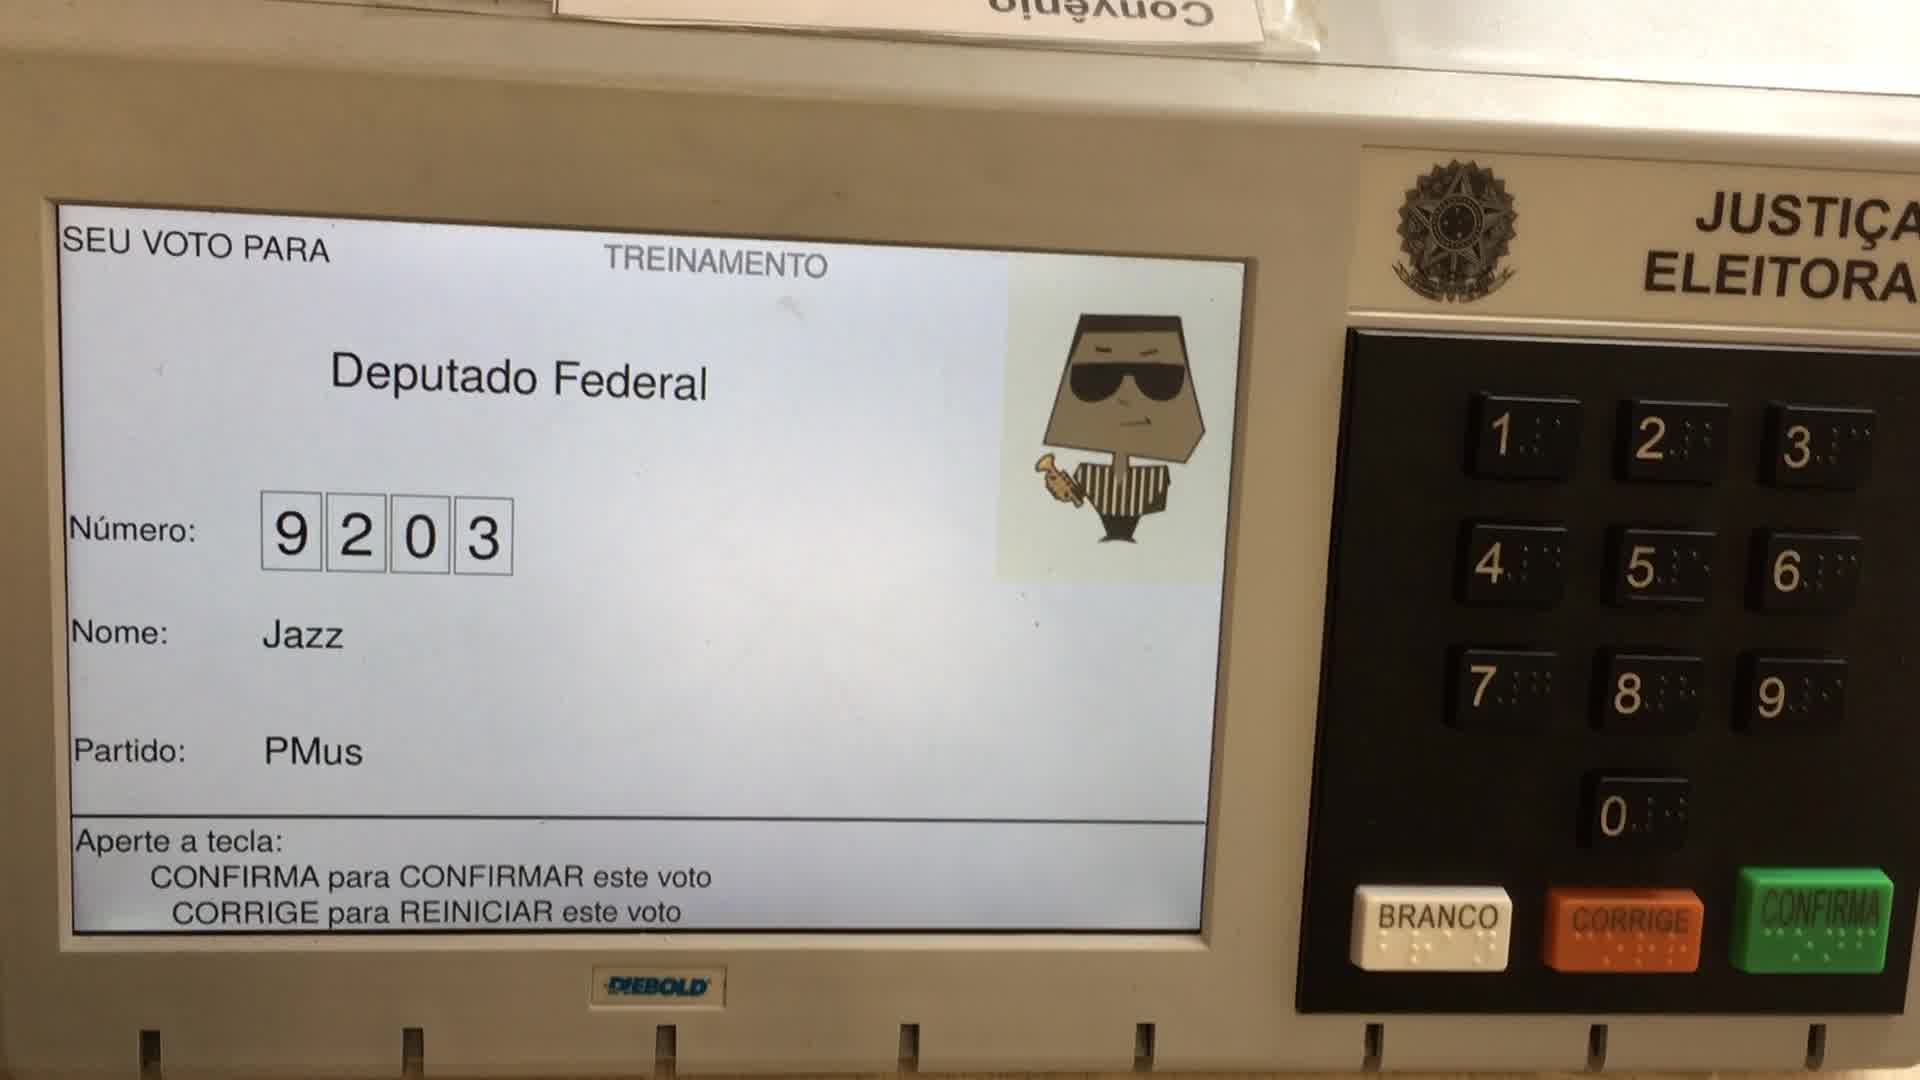 Convênio
SEU VOTO PARA
TREINAMENTO
Deputado Federal
Número: 9 2 0 3
Nome: Jazz
Partido: PMus
Aperte a tecla:
CONFIRMA para CONFIRMAR este voto
CORRIGE para REINICIAR este voto
DIEBOLD
JUSTIÇA
ELEITORA
1 2 3
4 5 6
7 8 9
0
BRANCO CORRIGE CONFIRMA